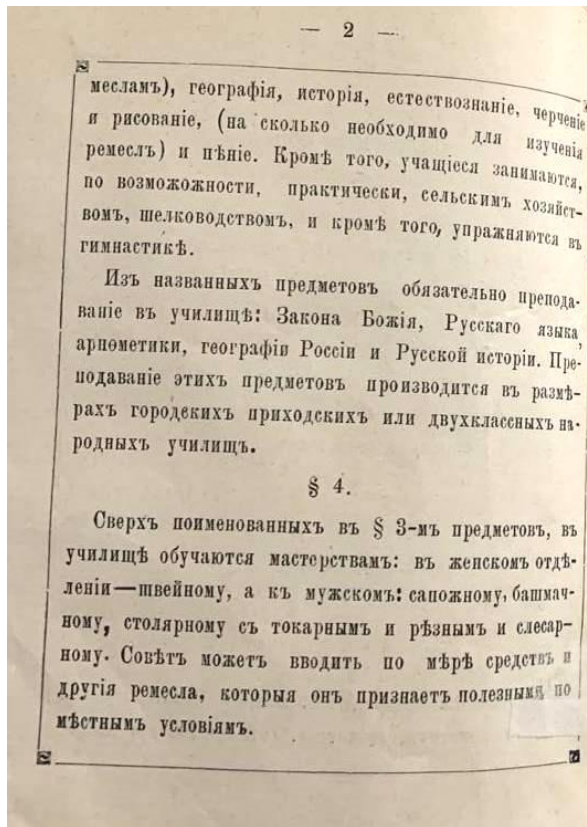 — 2 —
месламъ), географія, исторія, естествознаніе, черченіе
и рисованіе, (на сколько необходимо для изученія
ремеслъ) и пѣніе. Кромѣ того, учащіеся занимаются,
по возможожности, практически, сельскимъ хозяйст-
вомъ, шелководствомъ, и кромѣ того, упражняются въ
гимнастикѣ.
Изъ названныхъ предметовъ обязательно препода-
ваніе въ училищѣ: Закона Божія, Русскаго языка,
арпометики, географіи Россіи и Русской исторіи. Пре-
подаваніе этихъ предметовъ производится въ размѣ-
рахъ городскихъ приходскихъ или двухклассныхъ на-
родныхъ училищъ.
§ 4.
Сверхъ поименованныхъ въ § 3-мъ предметовъ, въ
училищѣ обучаются мастерствамъ: въ женскомъ отдѣ-
леніи—швейному, а къ мужскомъ: сапожному, башмач-
ному, столярному съ токарнымъ и рѣзнымъ и слесар-
ному. Совѣтъ можетъ вводить по мѣрѣ средствъ и
другія ремесла, которыя онъ признаетъ полезными, по
мѣстнымъ условіямъ.